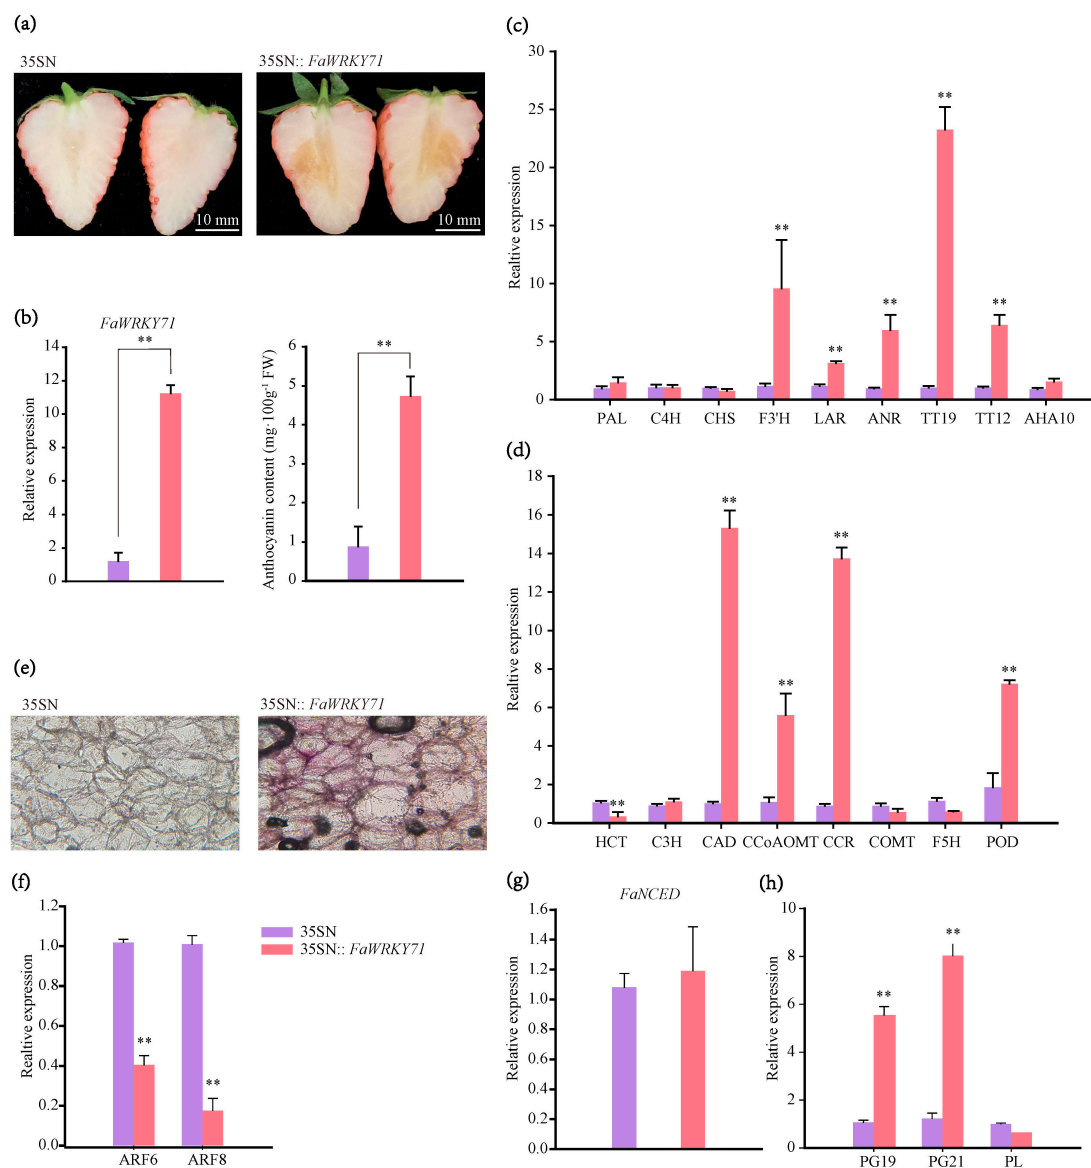 (a)
35SN
35SN:: FaWRKY71
10 mm
10 mm
(b)
FaWRKY71
**
Relative expression
14
12
10
8
6
4
2
0
**
Anthocyanin content (mg·100g⁻¹ FW)
6
5
4
3
2
1
0
(c)
Realtive expression
30
25
20
15
10
5
0
**
**
**
**
**
PAL C4H CHS F3'H LAR ANR TT19 TT12 AHA10
(d)
Realtive expression
18
16
14
12
10
8
6
4
2
0
**
**
**
**
**
HCT C3H CAD CCoAOMT CCR COMT F5H POD
(e)
35SN
35SN:: FaWRKY71
(f)
Realtive expression
1.2
1.0
0.8
0.6
0.4
0.2
0.0
**
**
ARF6 ARF8
35SN
35SN:: FaWRKY71
(g)
FaNCED
Relative expression
1.6
1.4
1.2
1.0
0.8
0.6
0.4
0.2
0.0
(h)
Relative expression
10
8
6
4
2
0
**
**
PG19 PG21 PL